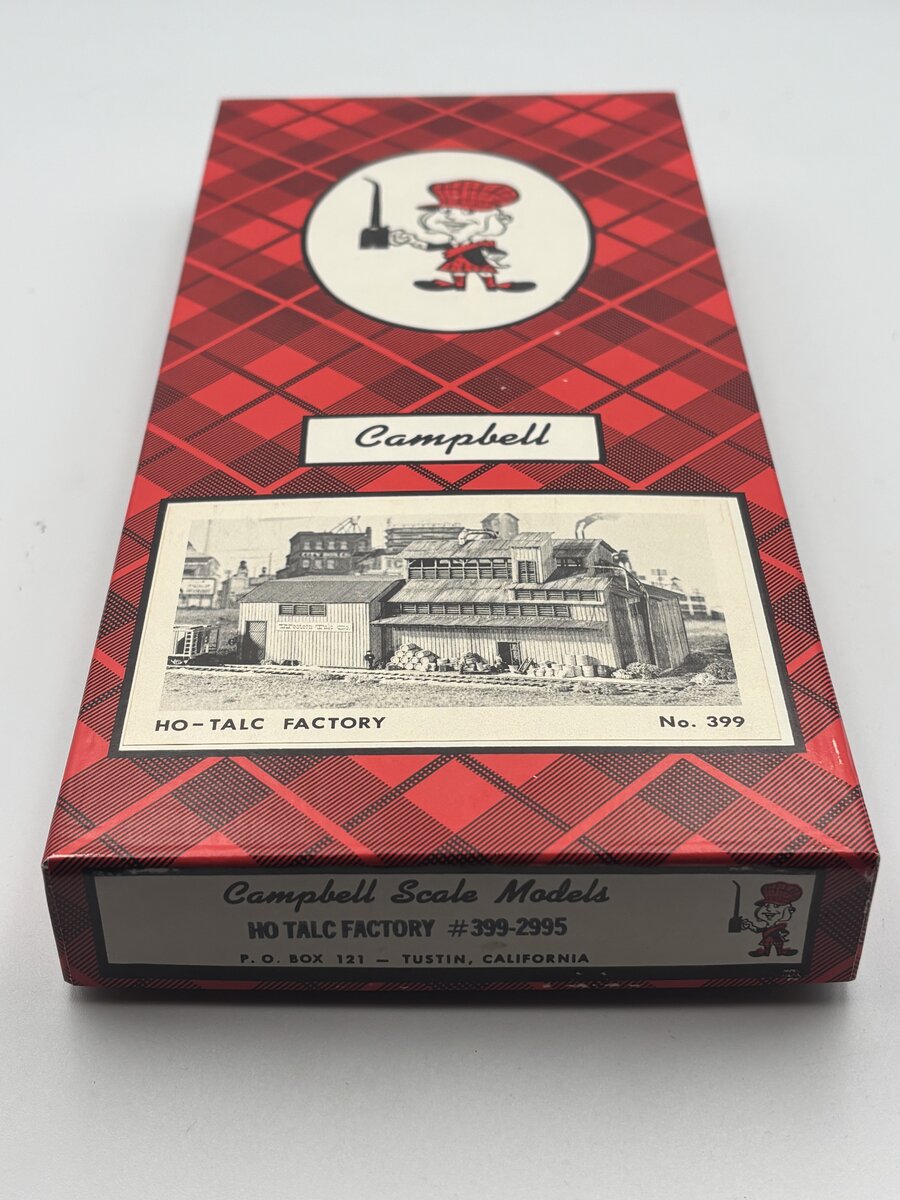 Campbell
HO-TALC FACTORY
No. 399
Campbell Scale Models
HO TALC FACTORY #399-2995
P. O. BOX 121 — TUSTIN, CALIFORNIA